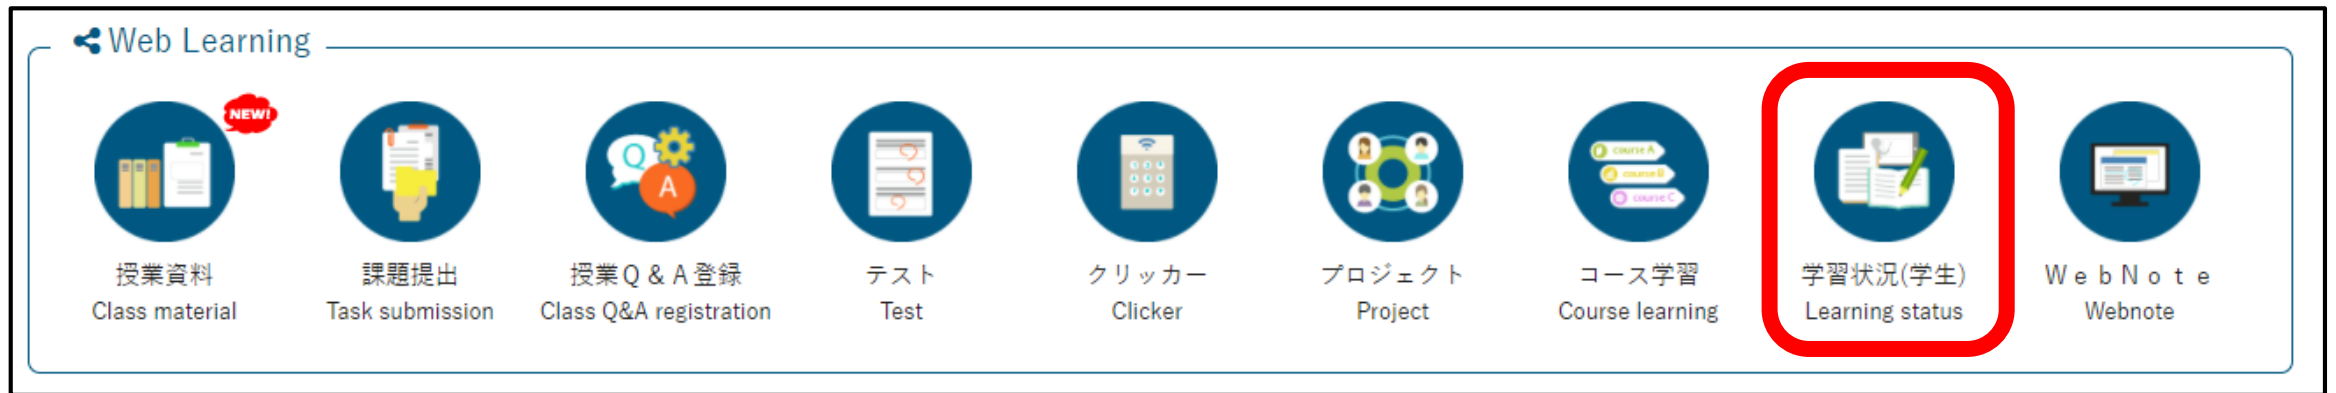 Web Learning
NEW!
Q
A
course A
course B
course C
授業資料
Class material
課題提出
Task submission
授業Ｑ＆Ａ登録
Class Q&A registration
テスト
Test
クリッカー
Clicker
プロジェクト
Project
コース学習
Course learning
学習状況(学生)
Learning status
ＷｅｂＮｏｔｅ
Webnote